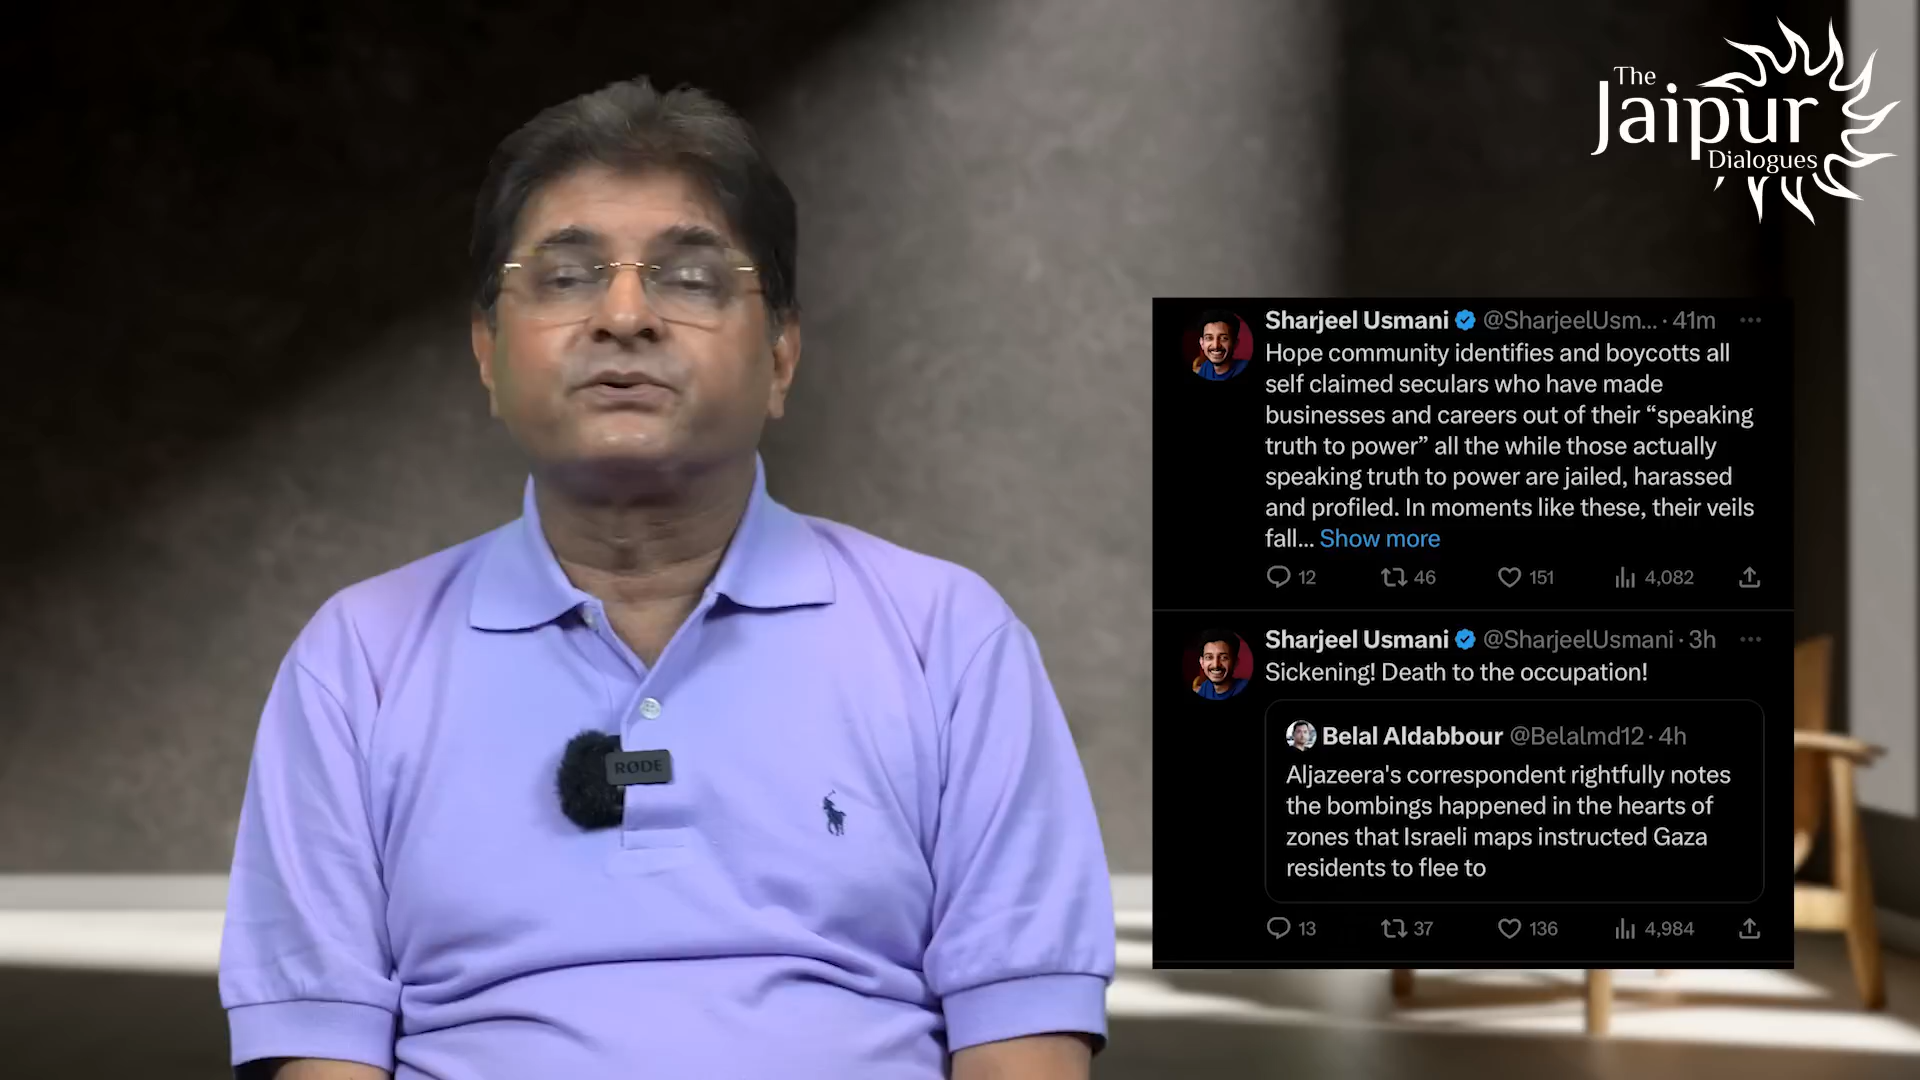 The
Jaipur
Dialogues
Sharjeel Usmani @SharjeelUsm... · 41m
Hope community identifies and boycotts all
self claimed seculars who have made
businesses and careers out of their “speaking
truth to power” all the while those actually
speaking truth to power are jailed, harassed
and profiled. In moments like these, their veils
fall... Show more
12 46 151 4,082
Sharjeel Usmani @SharjeelUsmani · 3h
Sickening! Death to the occupation!
Belal Aldabbour @Belalmd12 · 4h
Aljazeera's correspondent rightfully notes
the bombings happened in the hearts of
zones that Israeli maps instructed Gaza
residents to flee to
13 37 136 4,984
RØDE